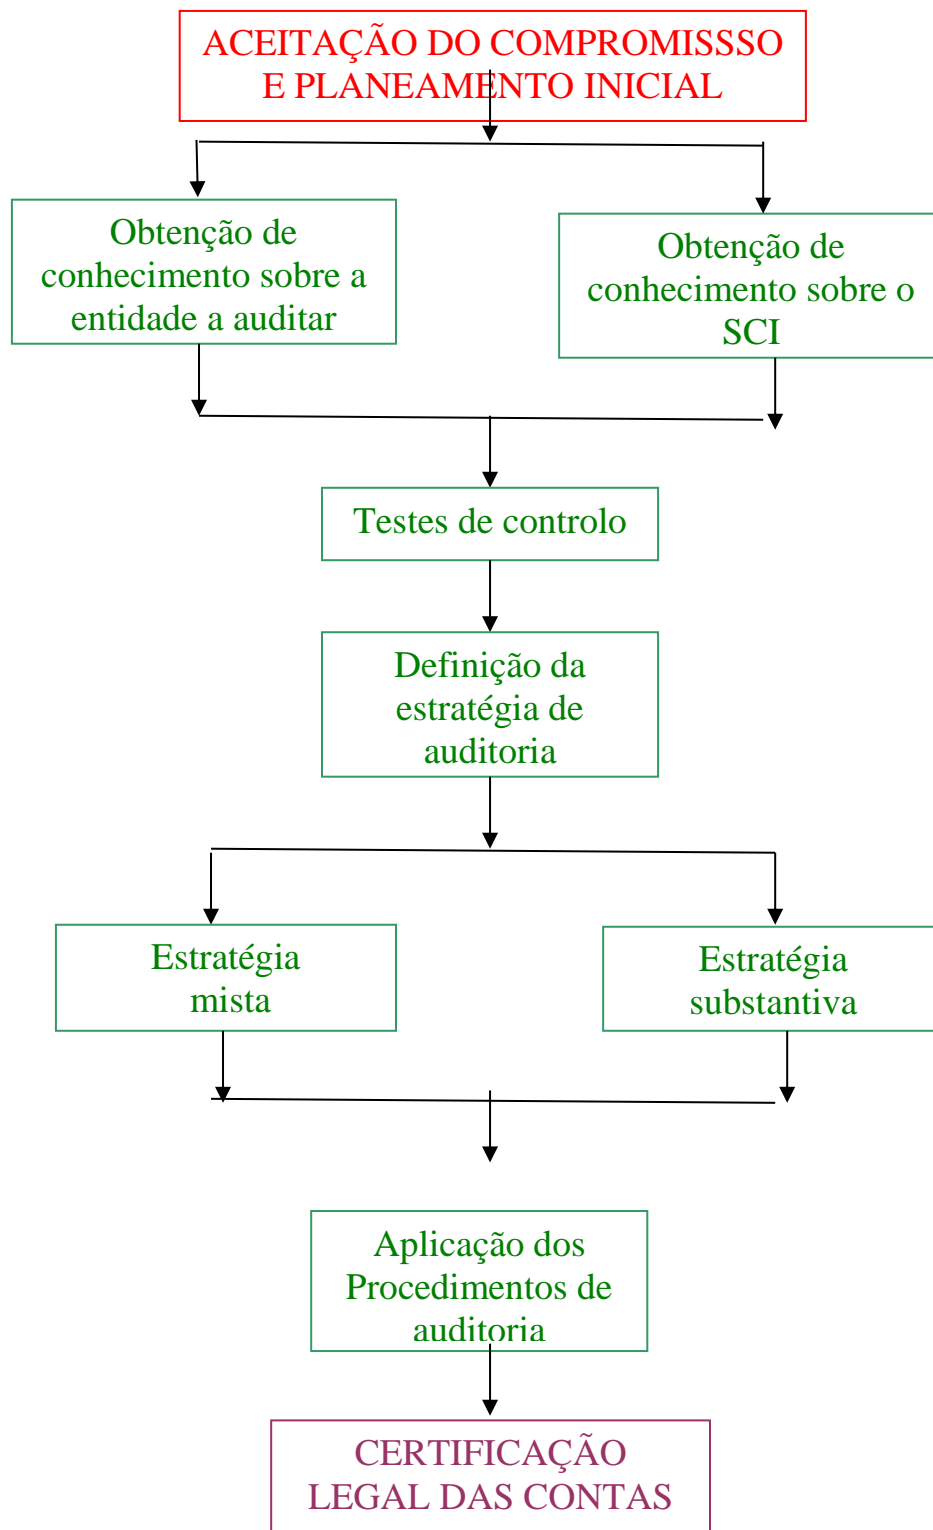 ACEITAÇÃO DO COMPROMISSSO
E PLANEAMENTO INICIAL
Obtenção de
conhecimento sobre a
entidade a auditar
Obtenção de
conhecimento sobre o
SCI
Testes de controlo
Definição da
estratégia de
auditoria
Estratégia
mista
Estratégia
substantiva
Aplicação dos
Procedimentos de
auditoria
CERTIFICAÇÃO
LEGAL DAS CONTAS